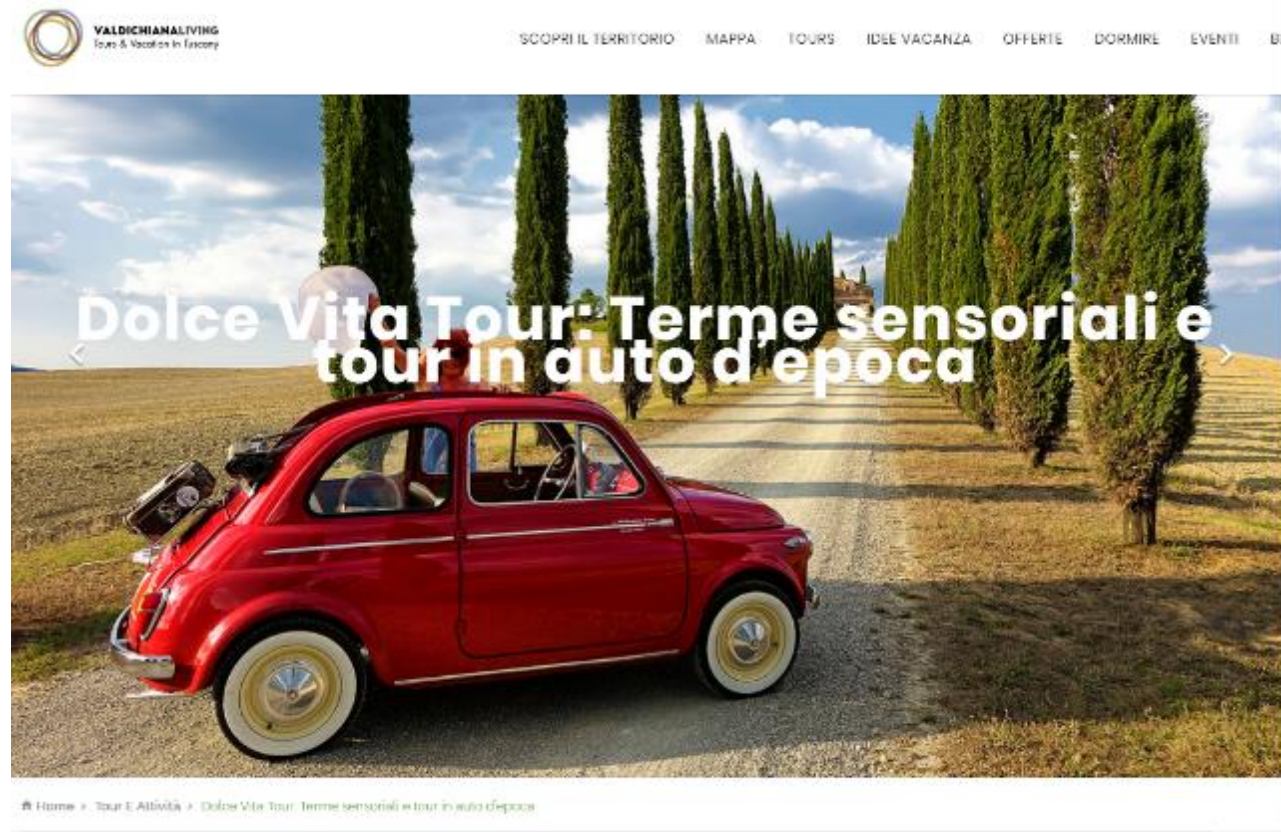 VALDICHIANALIVING
Tours & Vacation in Tuscany
SCOPRI IL TERRITORIO MAPPA TOURS IDEE VACANZA OFFERTE DORMIRE EVENTI
Dolce Vita Tour: Terme sensoriali e
tour in auto d'epoca
Home > Tour E Attività > Dolce Vita Tour: Terme sensoriali e tour in auto d'epoca